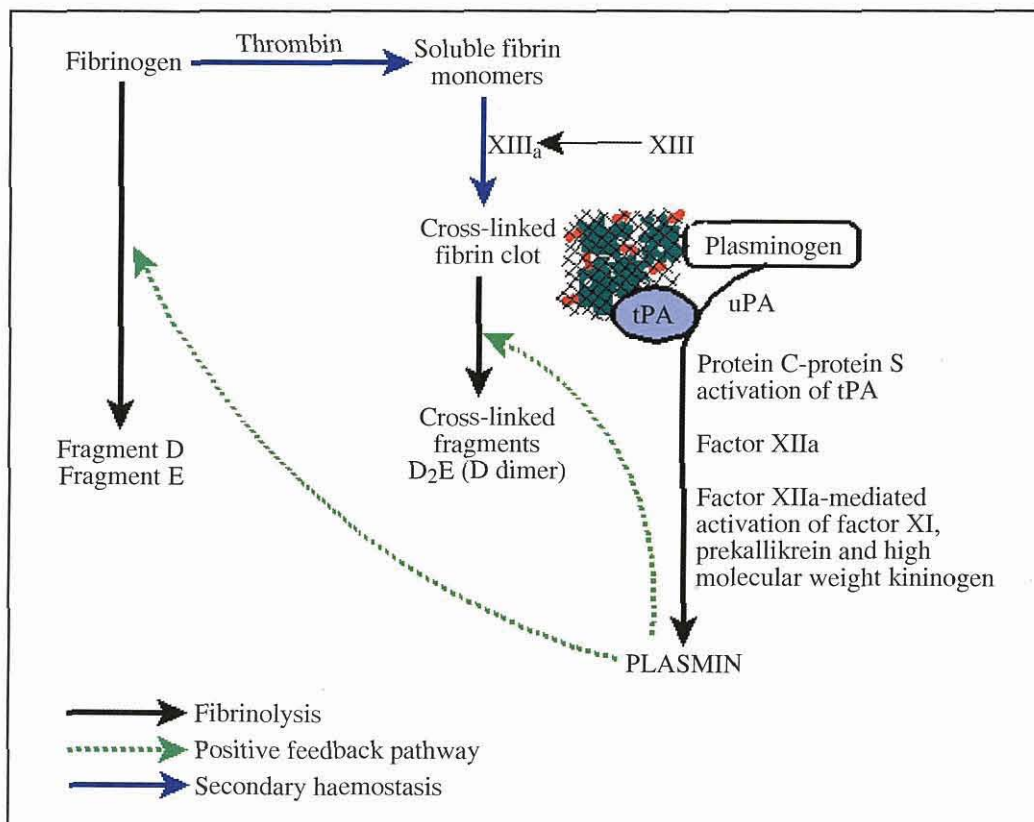 Fibrinogen
Thrombin
Soluble fibrin
monomers
XIIIa
XIII
Cross-linked
fibrin clot
Plasminogen
tPA
uPA
Protein C-protein S
activation of tPA
Factor XIIa
Factor XIIa-mediated
activation of factor XI,
prekallikrein and high
molecular weight kininogen
Cross-linked
fragments
D2E (D dimer)
Fragment D
Fragment E
PLASMIN
Fibrinolysis
Positive feedback pathway
Secondary haemostasis